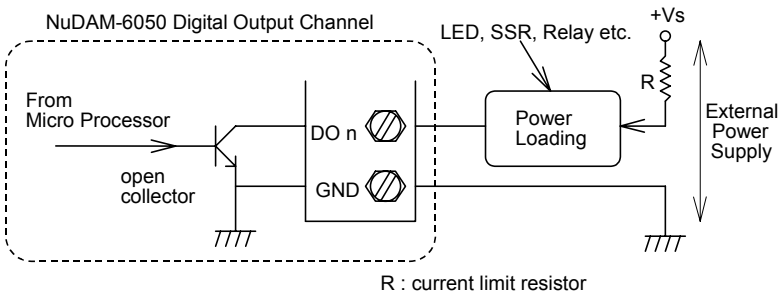 NuDAM-6050 Digital Output Channel
+Vs
LED, SSR, Relay etc.
R
From
Micro Processor
open
collector
DO n
GND
Power
Loading
External
Power
Supply
R : current limit resistor